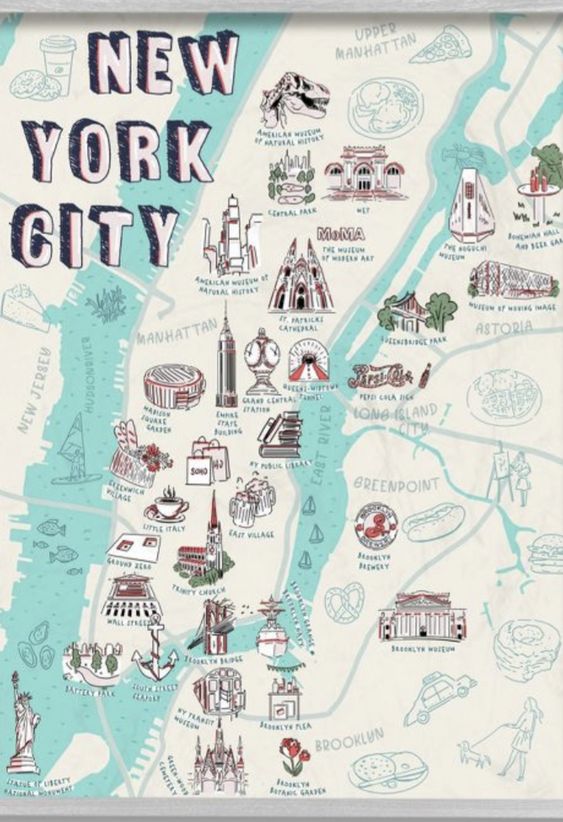 NEW
YORK
CITY
UPPER
MANHATTAN
AMERICAN MUSEUM
OF NATURAL HISTORY
CENTRAL PARK
MET
MoMA
THE MUSEUM
OF MODERN ART
AMERICAN MUSEUM OF
NATURAL HISTORY
ST. PATRICKS
CATHEDRAL
THE NOGUCHI
MUSEUM
BOHEMIAN HALL
AND BEER
MUSEUM OF MOVING IMAGE
QUEENSBRIDGE PARK
ASTORIA
MANHATTAN
NEW JERSEY
HUDSON RIVER
MADISON
SQUARE
GARDEN
EMPIRE
STATE
BUILDING
GRAND CENTRAL
STATION
QUEENS-MIDTOWN
TUNNEL
Pepsi-Cola
PEPSI COLA SIGN
LONG ISLAND
CITY
EAST RIVER
NY PUBLIC LIBRARY
GREENWICH
VILLAGE
SOHO
LITTLE ITALY
EAST VILLAGE
GREENPOINT
BROOKLYN
BREWERY
GROUND ZERO
TRINITY CHURCH
WALL STREET
BROOKLYN BRIDGE
BROOKLYN MUSEUM
BATTERY PARK
SOUTH STREET
SEAPORT
NY TRANSIT
MUSEUM
BROOKLYN FLEA
STATUE OF LIBERTY
NATIONAL MONUMENT
GREEN-WOOD
CEMETERY
BROOKLYN
BOTANIC GARDEN
BROOKLYN